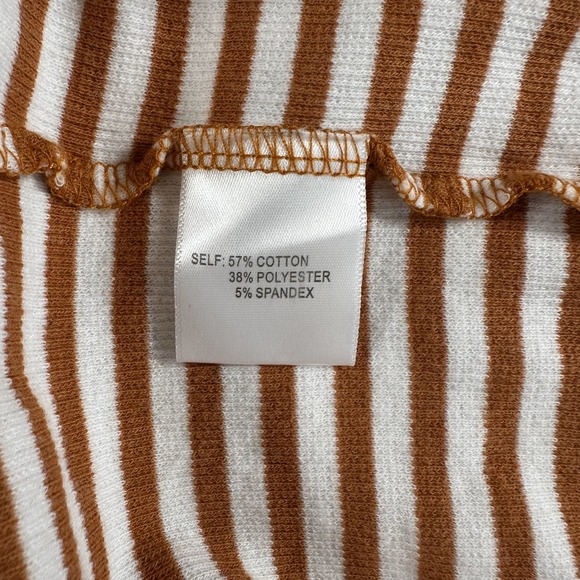 SELF: 57% COTTON
38% POLYESTER
5% SPANDEX